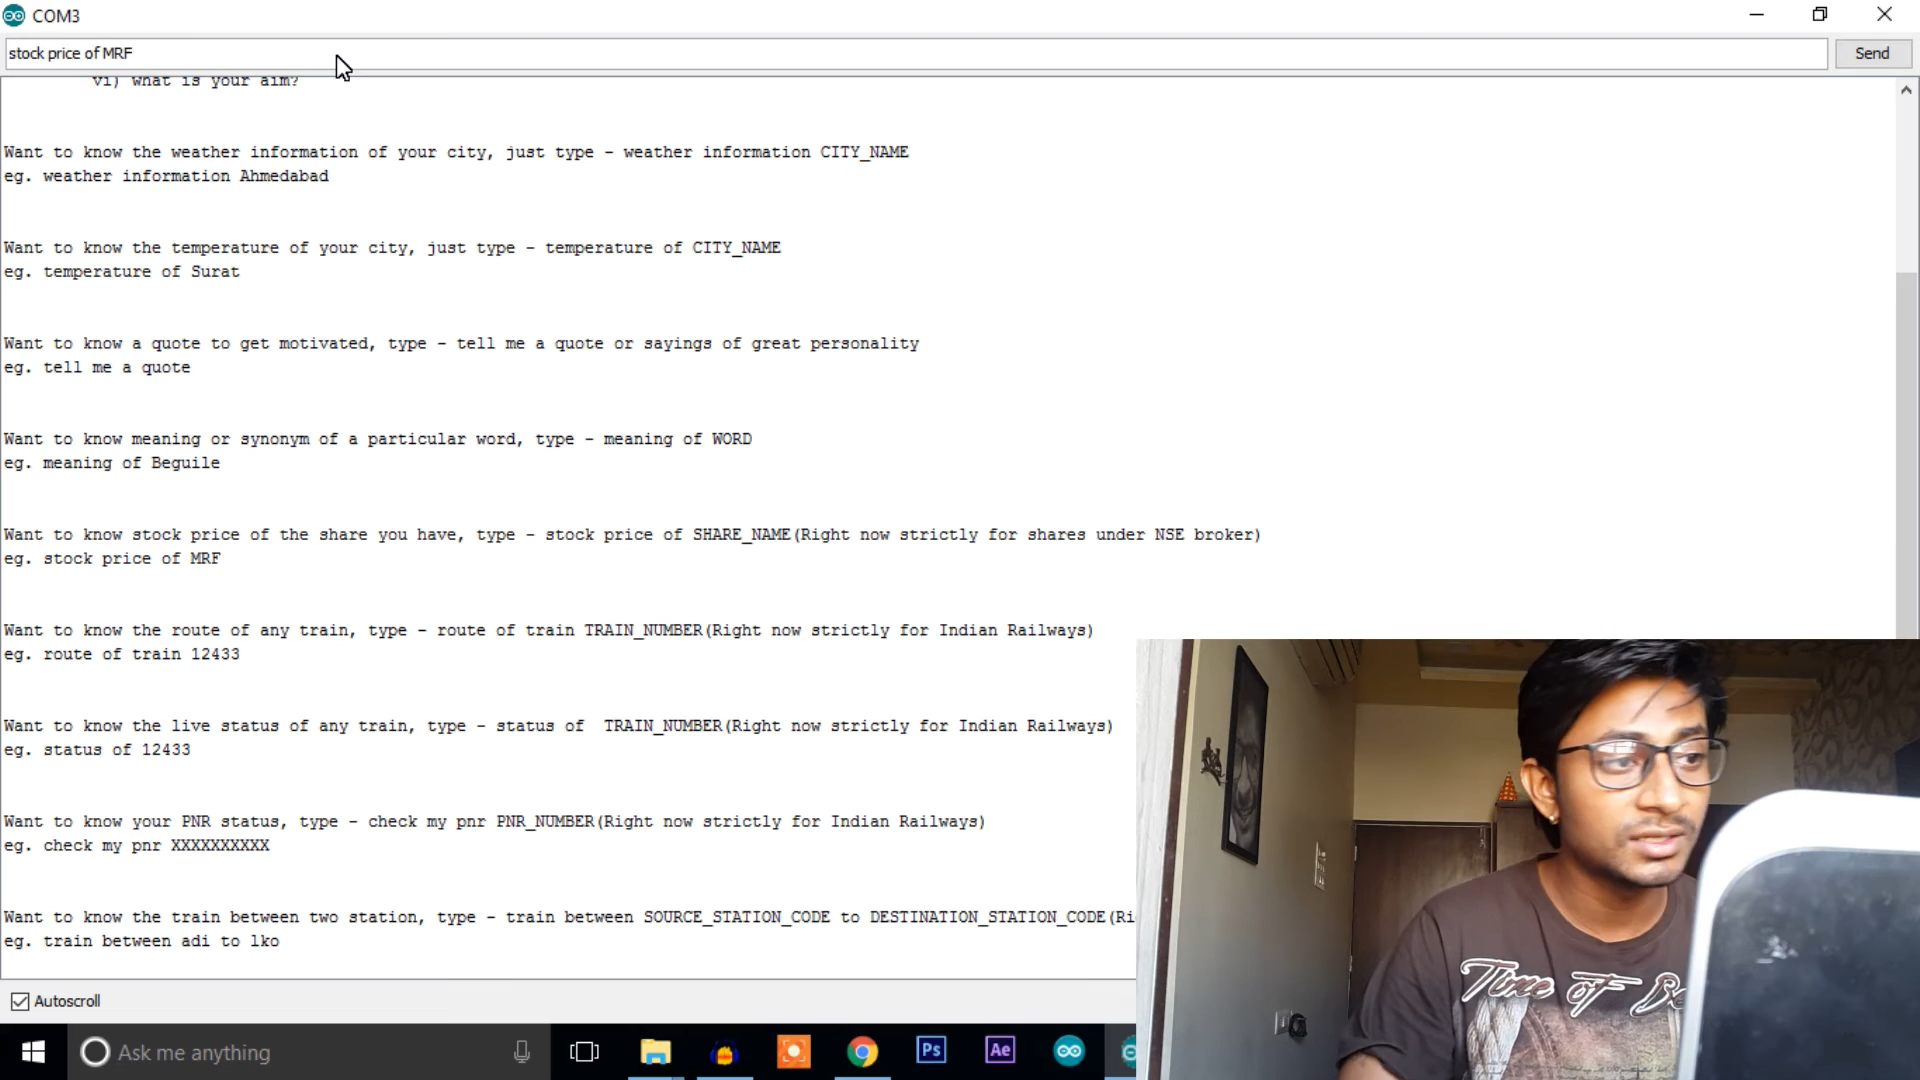 COM3
stock price of MRF
Send
vi) what is your aim?
Want to know the weather information of your city, just type - weather information CITY_NAME
eg. weather information Ahmedabad
Want to know the temperature of your city, just type - temperature of CITY_NAME
eg. temperature of Surat
Want to know a quote to get motivated, type - tell me a quote or sayings of great personality
eg. tell me a quote
Want to know meaning or synonym of a particular word, type - meaning of WORD
eg. meaning of Beguile
Want to know stock price of the share you have, type - stock price of SHARE_NAME(Right now strictly for shares under NSE broker)
eg. stock price of MRF
Want to know the route of any train, type - route of train TRAIN_NUMBER(Right now strictly for Indian Railways)
eg. route of train 12433
Want to know the live status of any train, type - status of  TRAIN_NUMBER(Right now strictly for Indian Railways)
eg. status of 12433
Want to know your PNR status, type - check my pnr PNR_NUMBER(Right now strictly for Indian Railways)
eg. check my pnr XXXXXXXXXX
Want to know the train between two station, type - train between SOURCE_STATION_CODE to DESTINATION_STATION_CODE(Ri
eg. train between adi to lko
Autoscroll
Time of Be
Ask me anything
Ps
Ae